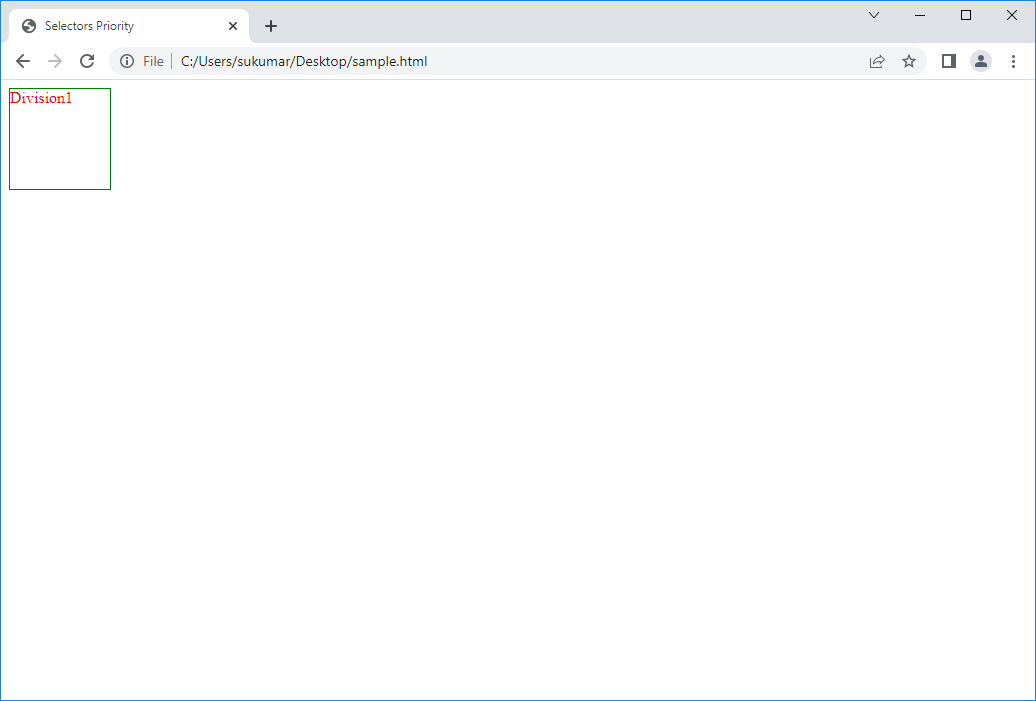 Selectors Priority
File
C:/Users/sukumar/Desktop/sample.html
Division1